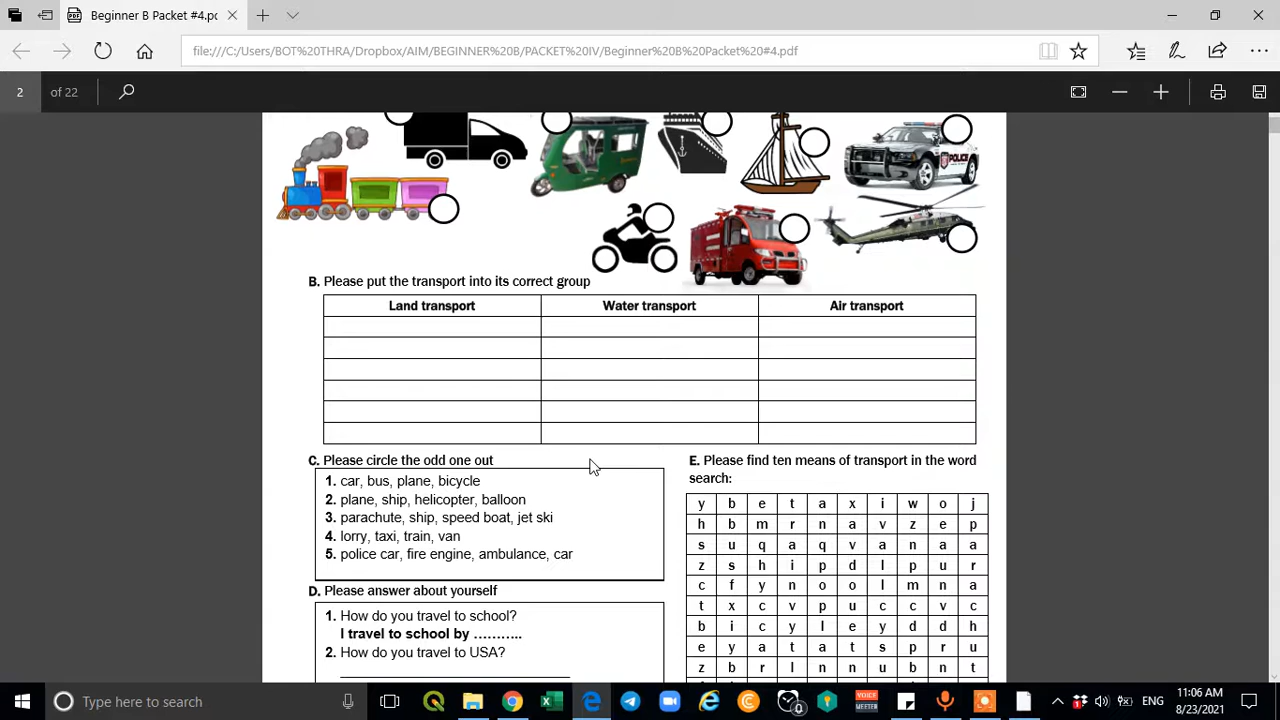 Beginner B Packet #4.p
file:///C:/Users/BOT%20THRA/Dropbox/AIM/BEGINNER%20B/PACKET%20IV/Beginner%20B%20Packet%20#4.pdf
2 of 22
POLICE
B. Please put the transport into its correct group
Land transport Water transport Air transport
C. Please circle the odd one out
1. car, bus, plane, bicycle
2. plane, ship, helicopter, balloon
3. parachute, ship, speed boat, jet ski
4. lorry, taxi, train, van
5. police car, fire engine, ambulance, car
D. Please answer about yourself
1. How do you travel to school?
I travel to school by ………..
2. How do you travel to USA?
E. Please find ten means of transport in the word
search:
y b e t a x i w o j
h b m r n a v z e p
s u q a q v a n a a
z s h i p d l p u r
c f y n o o l m n a
t x c v p u c c v c
b i c y l e y d d h
e y a t a t s p r u
z b r l n n u b n t
Type here to search
VOICE MEETER
ENG
11:06 AM
8/23/2021